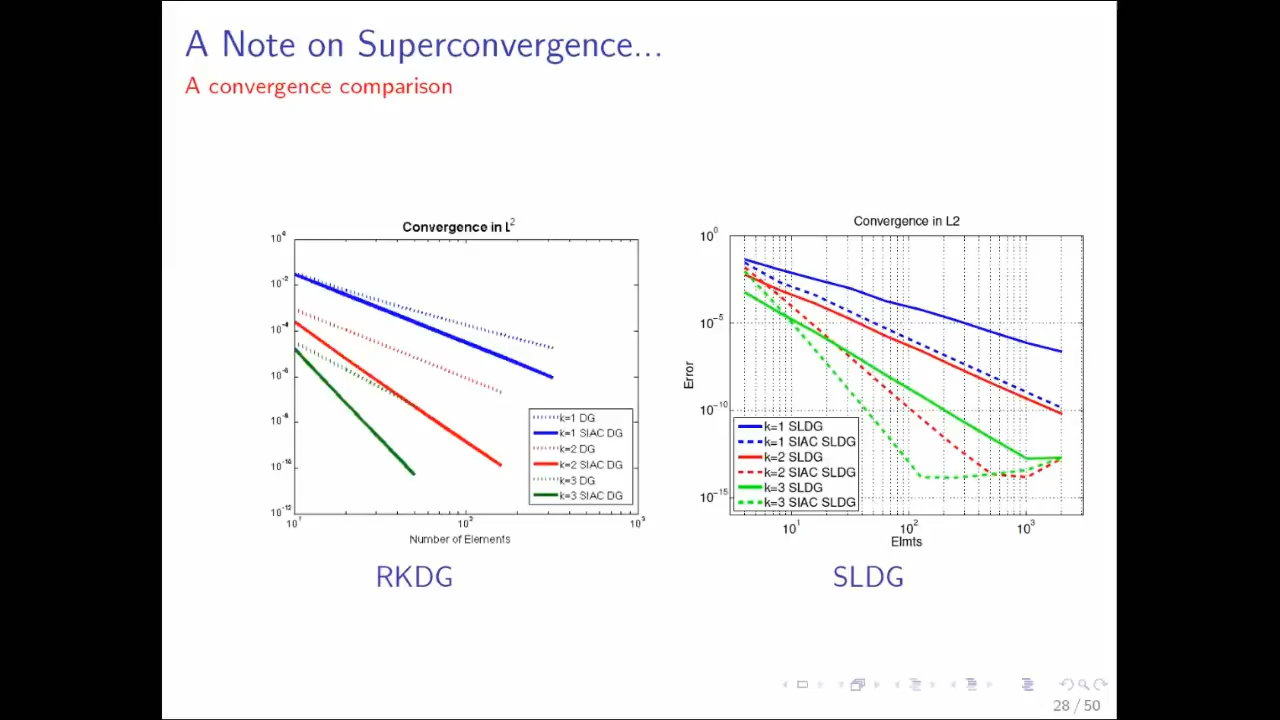 A Note on Superconvergence...
A convergence comparison
Convergence in L²
10⁰
10⁻²
10⁻⁴
10⁻⁶
10⁻⁸
10⁻¹⁰
10⁻¹²
10¹
10²
10³
Number of Elements
k=1 DG
k=1 SIAC DG
k=2 DG
k=2 SIAC DG
k=3 DG
k=3 SIAC DG
RKDG
Convergence in L2
10⁰
10⁻⁵
10⁻¹⁰
10⁻¹⁵
Error
10¹
10²
10³
Elmts
k=1 SLDG
k=1 SIAC SLDG
k=2 SLDG
k=2 SIAC SLDG
k=3 SLDG
k=3 SIAC SLDG
SLDG
28 / 50